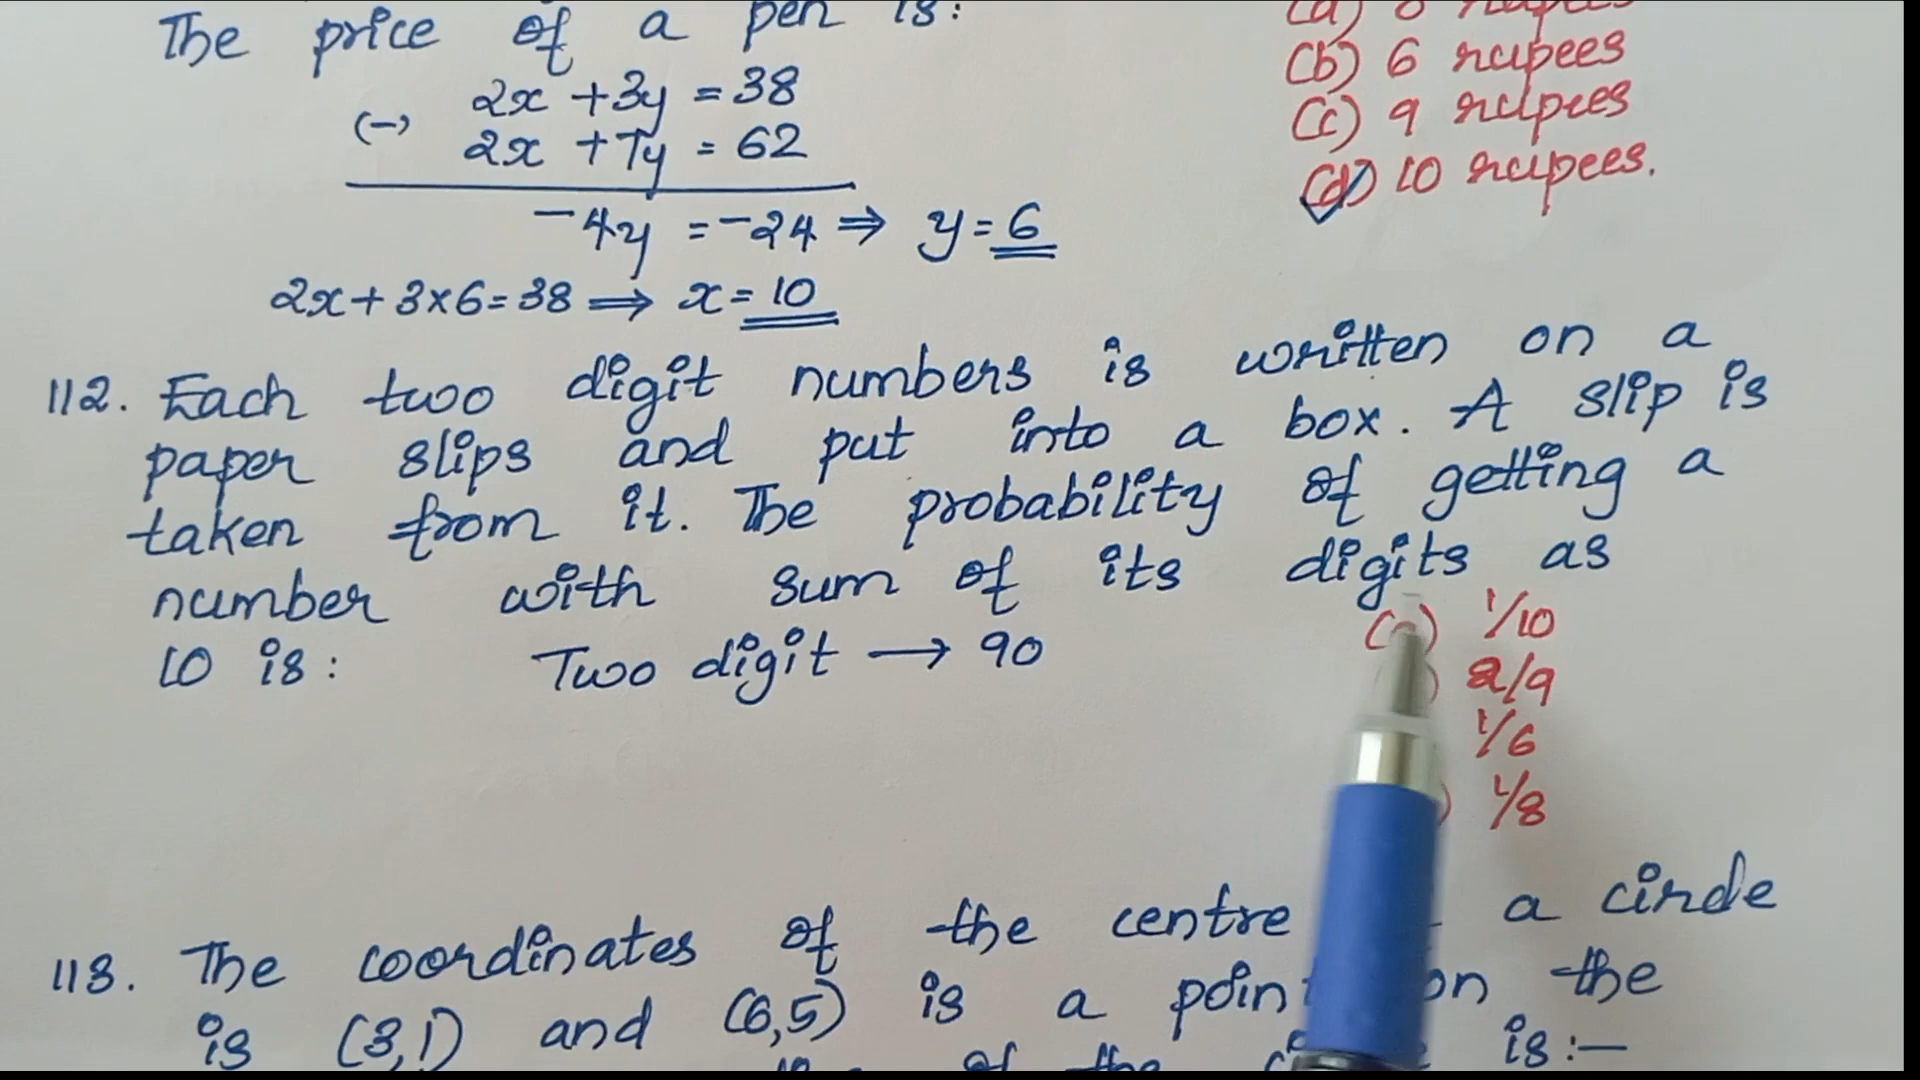 The price of a pen is:
(b) 6 rupees
(c) 9 rupees
(d) 10 rupees.
2x + 3y = 38
(-)
2x + 7y = 62
-4y = -24 ⇒ y = 6
2x + 3×6 = 38 ⇒ x = 10
112. Each two digit numbers is written on a
paper slips and put into a box. A slip is
taken from it. The probability of getting a
number with sum of its digits as
10 is: Two digit → 90
1/10
2/9
1/6
1/8
113. The coordinates of the centre a circle
is (3,1) and (6,5) is a point on the
of the is:-